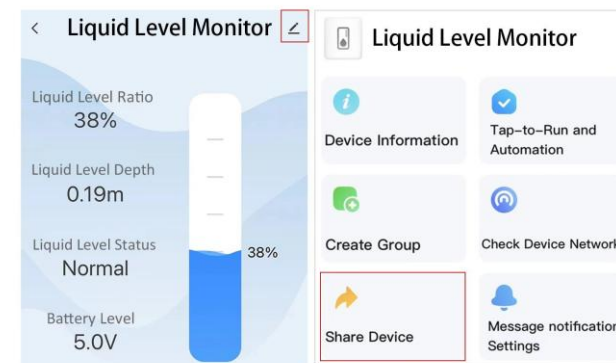 Liquid Level Monitor
Liquid Level Ratio
38%
Liquid Level Depth
0.19m
Liquid Level Status
Normal
Battery Level
5.0V
38%
Liquid Level Monitor
Device Information
Tap-to-Run and
Automation
Create Group
Check Device Network
Share Device
Message notification
Settings